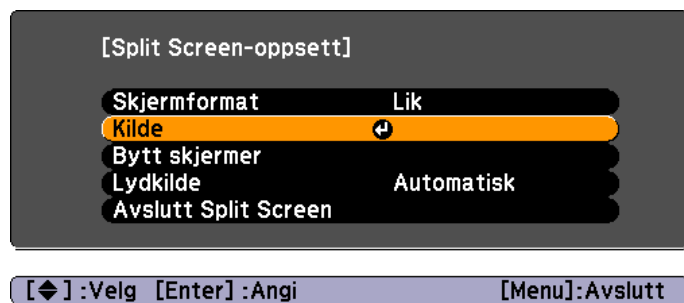 [Split Screen-oppsett]
Skjermformat Lik
Kilde
Bytt skjermer
Lydkilde Automatisk
Avslutt Split Screen
[◆] :Velg [Enter] :Angi [Menu]:Avslutt